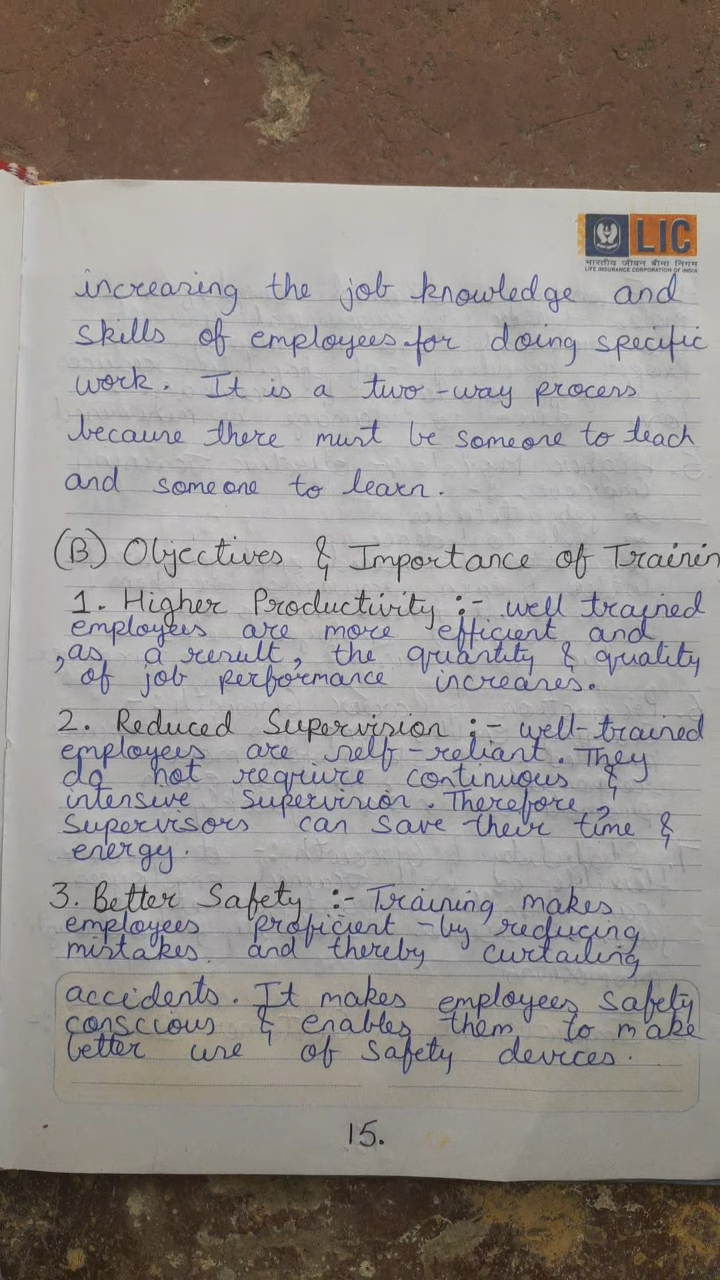 LIC
भारतीय जीवन बीमा निगम
LIFE INSURANCE CORPORATION OF INDIA
increasing the job knowledge and
skills of employees for doing specific
work. It is a two-way process
because there must be someone to teach
and someone to learn.
(B) Objectives & Importance of Trainin
1. Higher Productivity :- well trained
employees are more efficient and
, as a result, the quantity & quality
of job performance increases.
2. Reduced Supervision :- well-trained
employees are self-reliant. They
do not require continuous &
intensive supervision. Therefore,
supervisors can save their time &
energy.
3. Better Safety :- Training makes
employees proficient -by reducing
mistakes and thereby curtailing
accidents. It makes employees safety
conscious & enables them to make
better use of safety devices.
15.